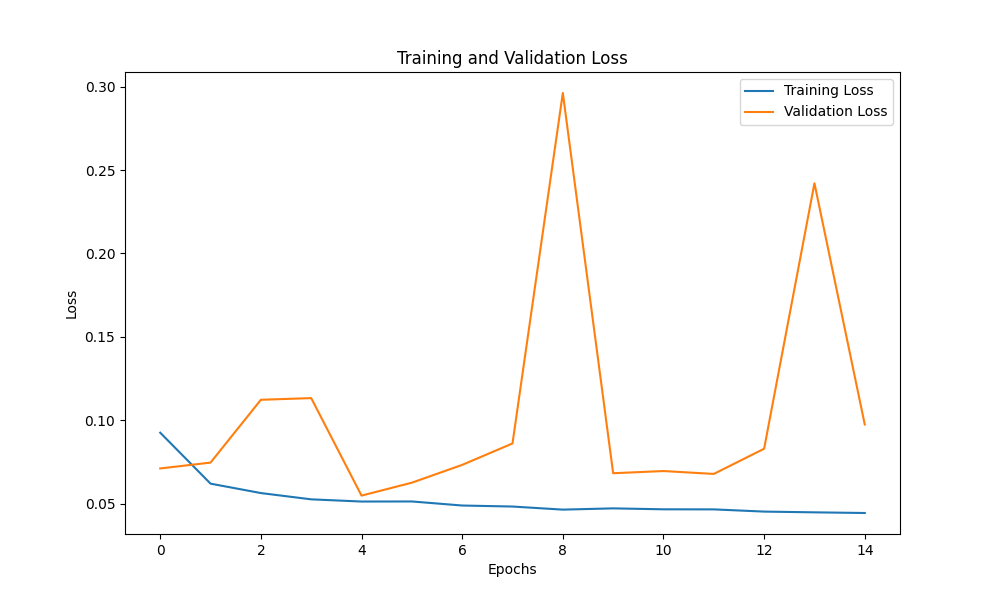 Training and Validation Loss
Training Loss
Validation Loss
0.30
0.25
0.20
0.15
0.10
0.05
Loss
0 2 4 6 8 10 12 14
Epochs